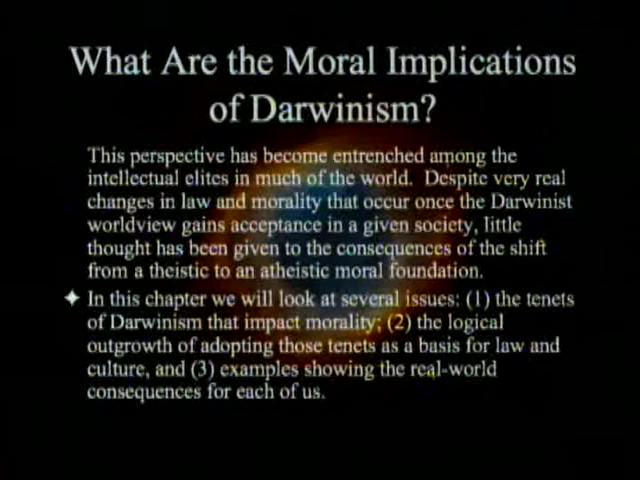 What Are the Moral Implications
of Darwinism?
This perspective has become entrenched among the
intellectual elites in much of the world. Despite very real
changes in law and morality that occur once the Darwinist
worldview gains acceptance in a given society, little
thought has been given to the consequences of the shift
from a theistic to an atheistic moral foundation.
✦ In this chapter we will look at several issues: (1) the tenets
of Darwinism that impact morality; (2) the logical
outgrowth of adopting those tenets as a basis for law and
culture, and (3) examples showing the real-world
consequences for each of us.